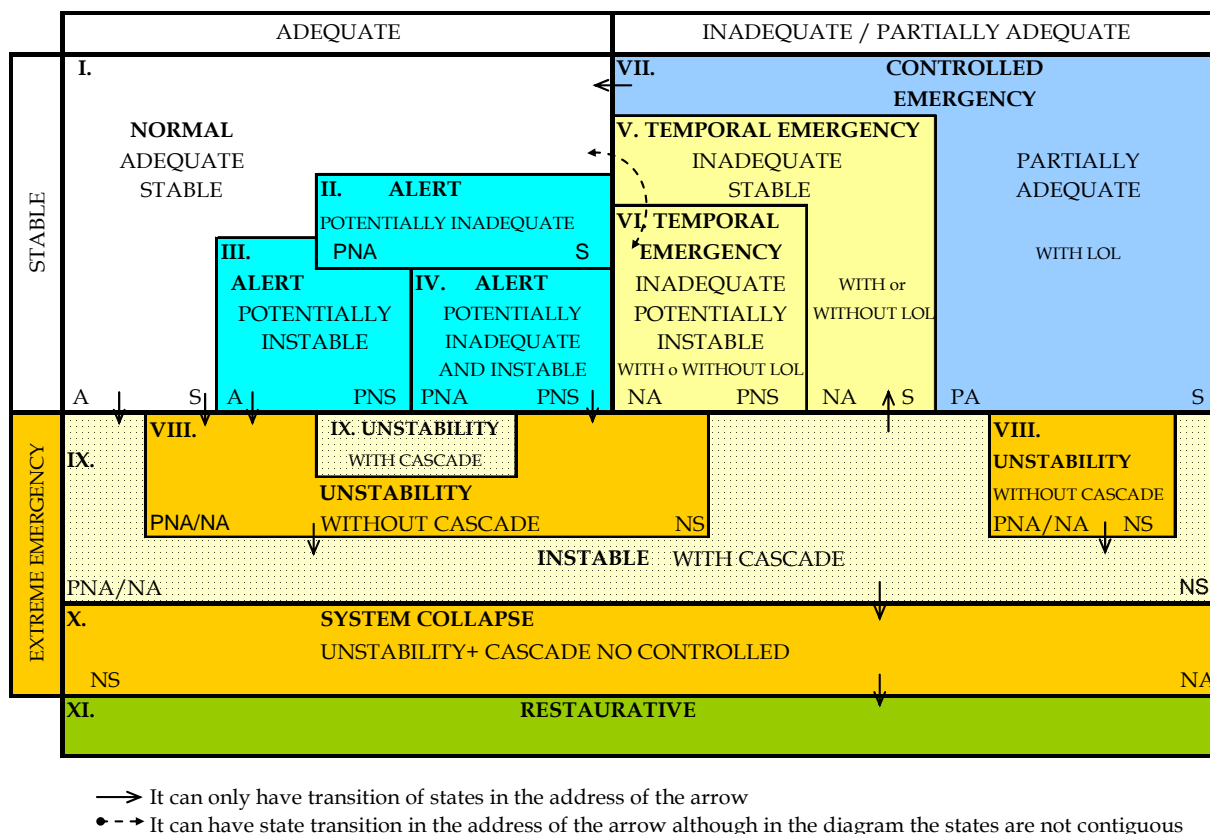 ADEQUATE
INADEQUATE / PARTIALLY ADEQUATE
STABLE
I.
NORMAL
ADEQUATE
STABLE
A
S
II. ALERT
POTENTIALLY INADEQUATE
PNA S
III.
ALERT
POTENTIALLY
INSTABLE
A PNS
IV. ALERT
POTENTIALLY
INADEQUATE
AND INSTABLE
PNA PNS
VII. CONTROLLED
EMERGENCY
PARTIALLY
ADEQUATE
WITH LOL
PA S
V. TEMPORAL EMERGENCY
INADEQUATE
STABLE
WITH or
WITHOUT LOL
NA S
VI. TEMPORAL
EMERGENCY
INADEQUATE
POTENTIALLY
INSTABLE
WITH o WITHOUT LOL
NA PNS
EXTREME EMERGENCY
VIII.
UNSTABILITY
WITHOUT CASCADE
PNA/NA NS
IX. UNSTABILITY
WITH CASCADE
VIII.
UNSTABILITY
WITHOUT CASCADE
PNA/NA NS
IX.
INSTABLE WITH CASCADE
PNA/NA NS
X. SYSTEM COLLAPSE
UNSTABILITY+ CASCADE NO CONTROLLED
NS NA
XI. RESTAURATIVE
It can only have transition of states in the address of the arrow
It can have state transition in the address of the arrow although in the diagram the states are not contiguous